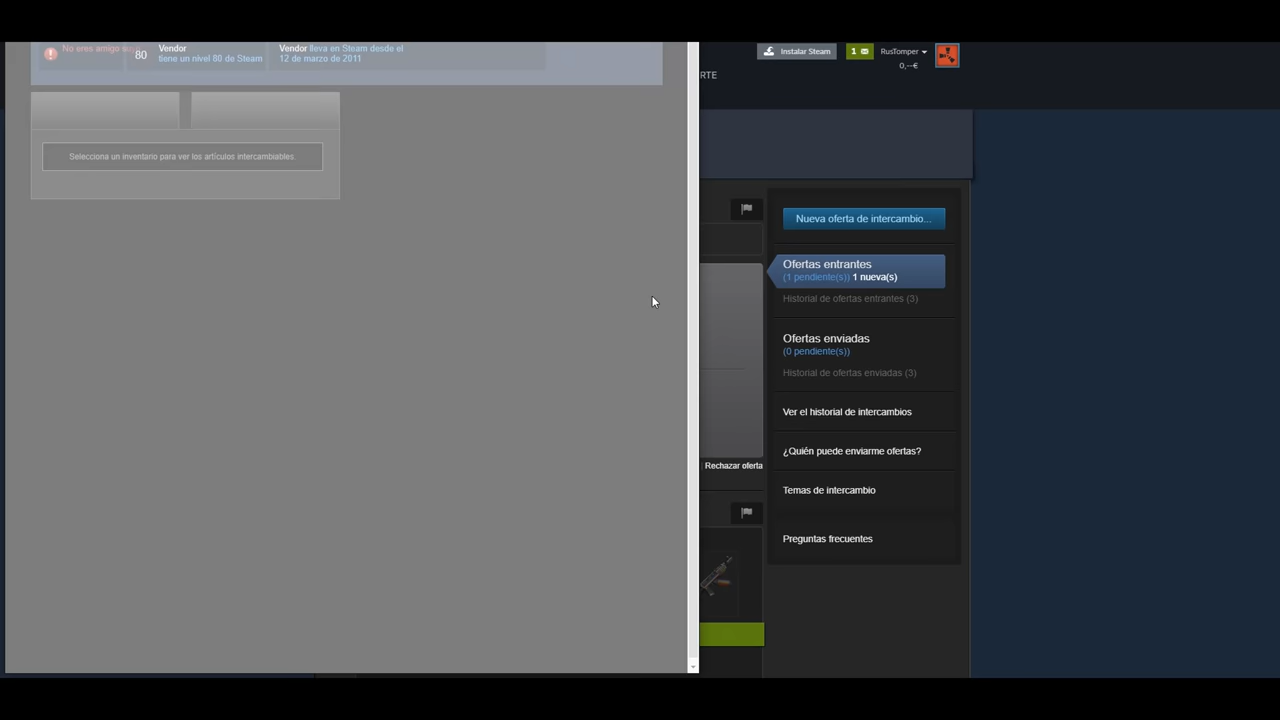 No eres amigo
80
Vendor
tiene un nivel 80 de Steam
Vendor lleva en Steam desde el
12 de marzo de 2011
Selecciona un inventario para ver los artículos intercambiables.
Instalar Steam
1
RusTomper
0,--€
RTE
Nueva oferta de intercambio...
Ofertas entrantes
(1 pendiente(s)) 1 nueva(s)
Historial de ofertas entrantes (3)
Ofertas enviadas
(0 pendiente(s))
Historial de ofertas enviadas (3)
Ver el historial de intercambios
¿Quién puede enviarme ofertas?
Temas de intercambio
Preguntas frecuentes
Rechazar oferta